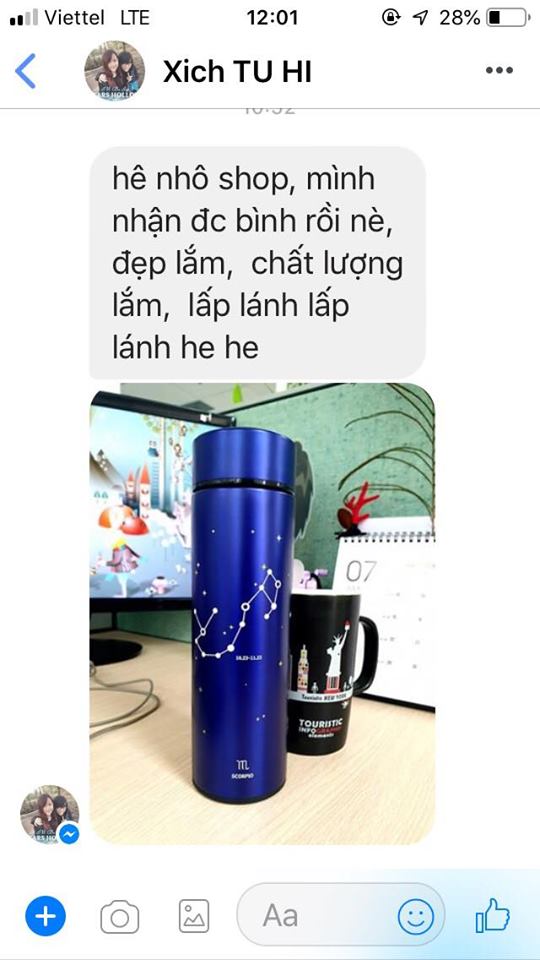 Viettel LTE 12:01 28%
Xich TU HI
hê nhô shop, mình
nhận đc bình rồi nè,
đẹp lắm, chất lượng
lắm, lấp lánh lấp
lánh he he
07
10.23-11.21
Touristic NEW YORK
TOURISTIC
INFOGRAPHIC
elements
SCORPIO
Aa